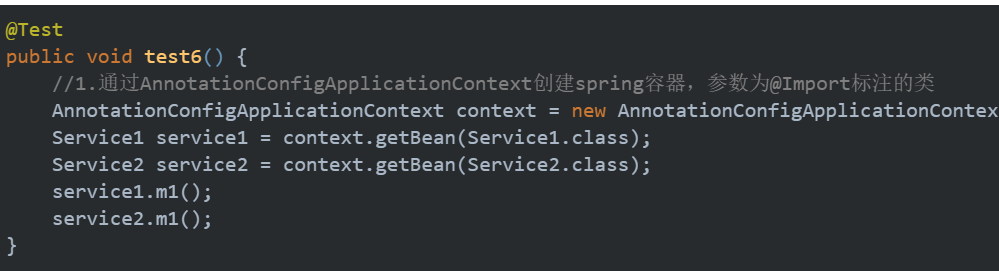 @Test
public void test6() {
//1.通过AnnotationConfigApplicationContext创建spring容器，参数为@Import标注的类
AnnotationConfigApplicationContext context = new AnnotationConfigApplicationContex
Service1 service1 = context.getBean(Service1.class);
Service2 service2 = context.getBean(Service2.class);
service1.m1();
service2.m1();
}